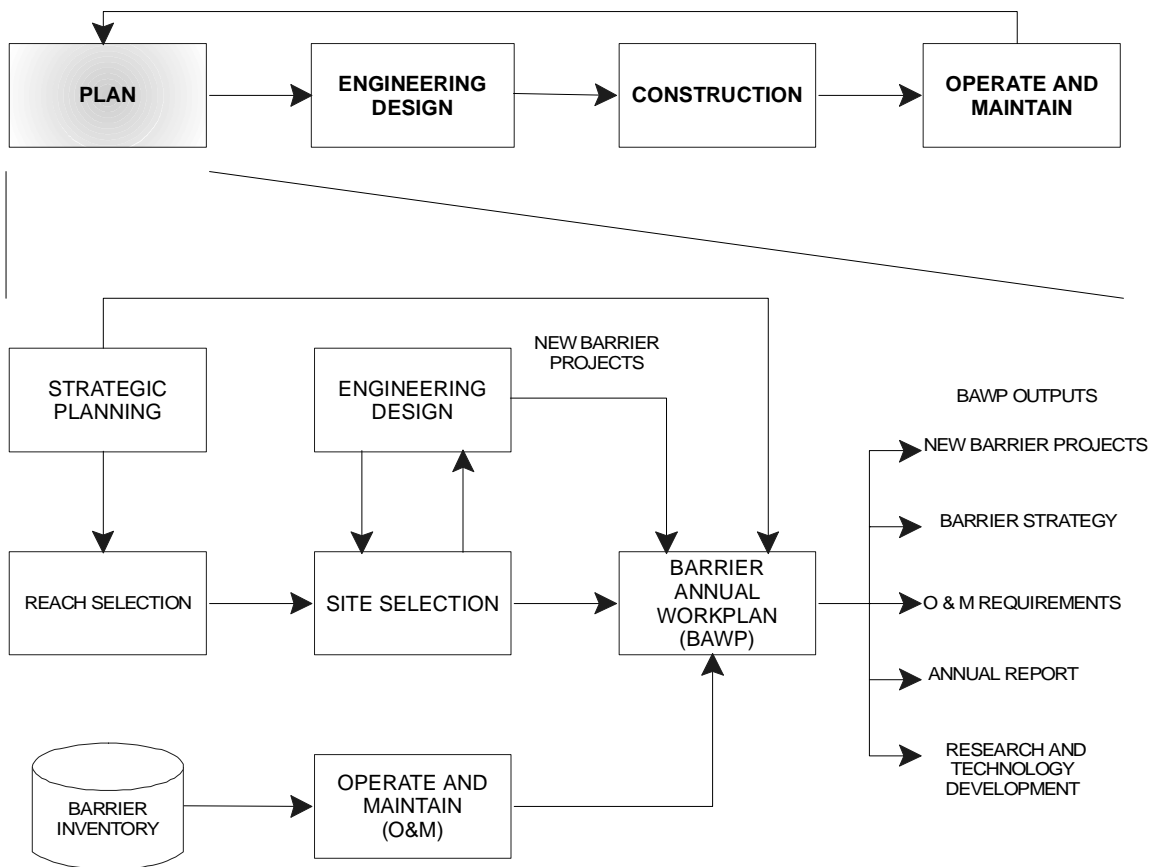 PLAN
ENGINEERING
DESIGN
CONSTRUCTION
OPERATE AND
MAINTAIN
STRATEGIC
PLANNING
ENGINEERING
DESIGN
NEW BARRIER
PROJECTS
REACH SELECTION
SITE SELECTION
BARRIER
ANNUAL
WORKPLAN
(BAWP)
BAWP OUTPUTS
NEW BARRIER PROJECTS
BARRIER STRATEGY
O & M REQUIREMENTS
ANNUAL REPORT
RESEARCH AND
TECHNOLOGY
DEVELOPMENT
BARRIER
INVENTORY
OPERATE AND
MAINTAIN
(O&M)